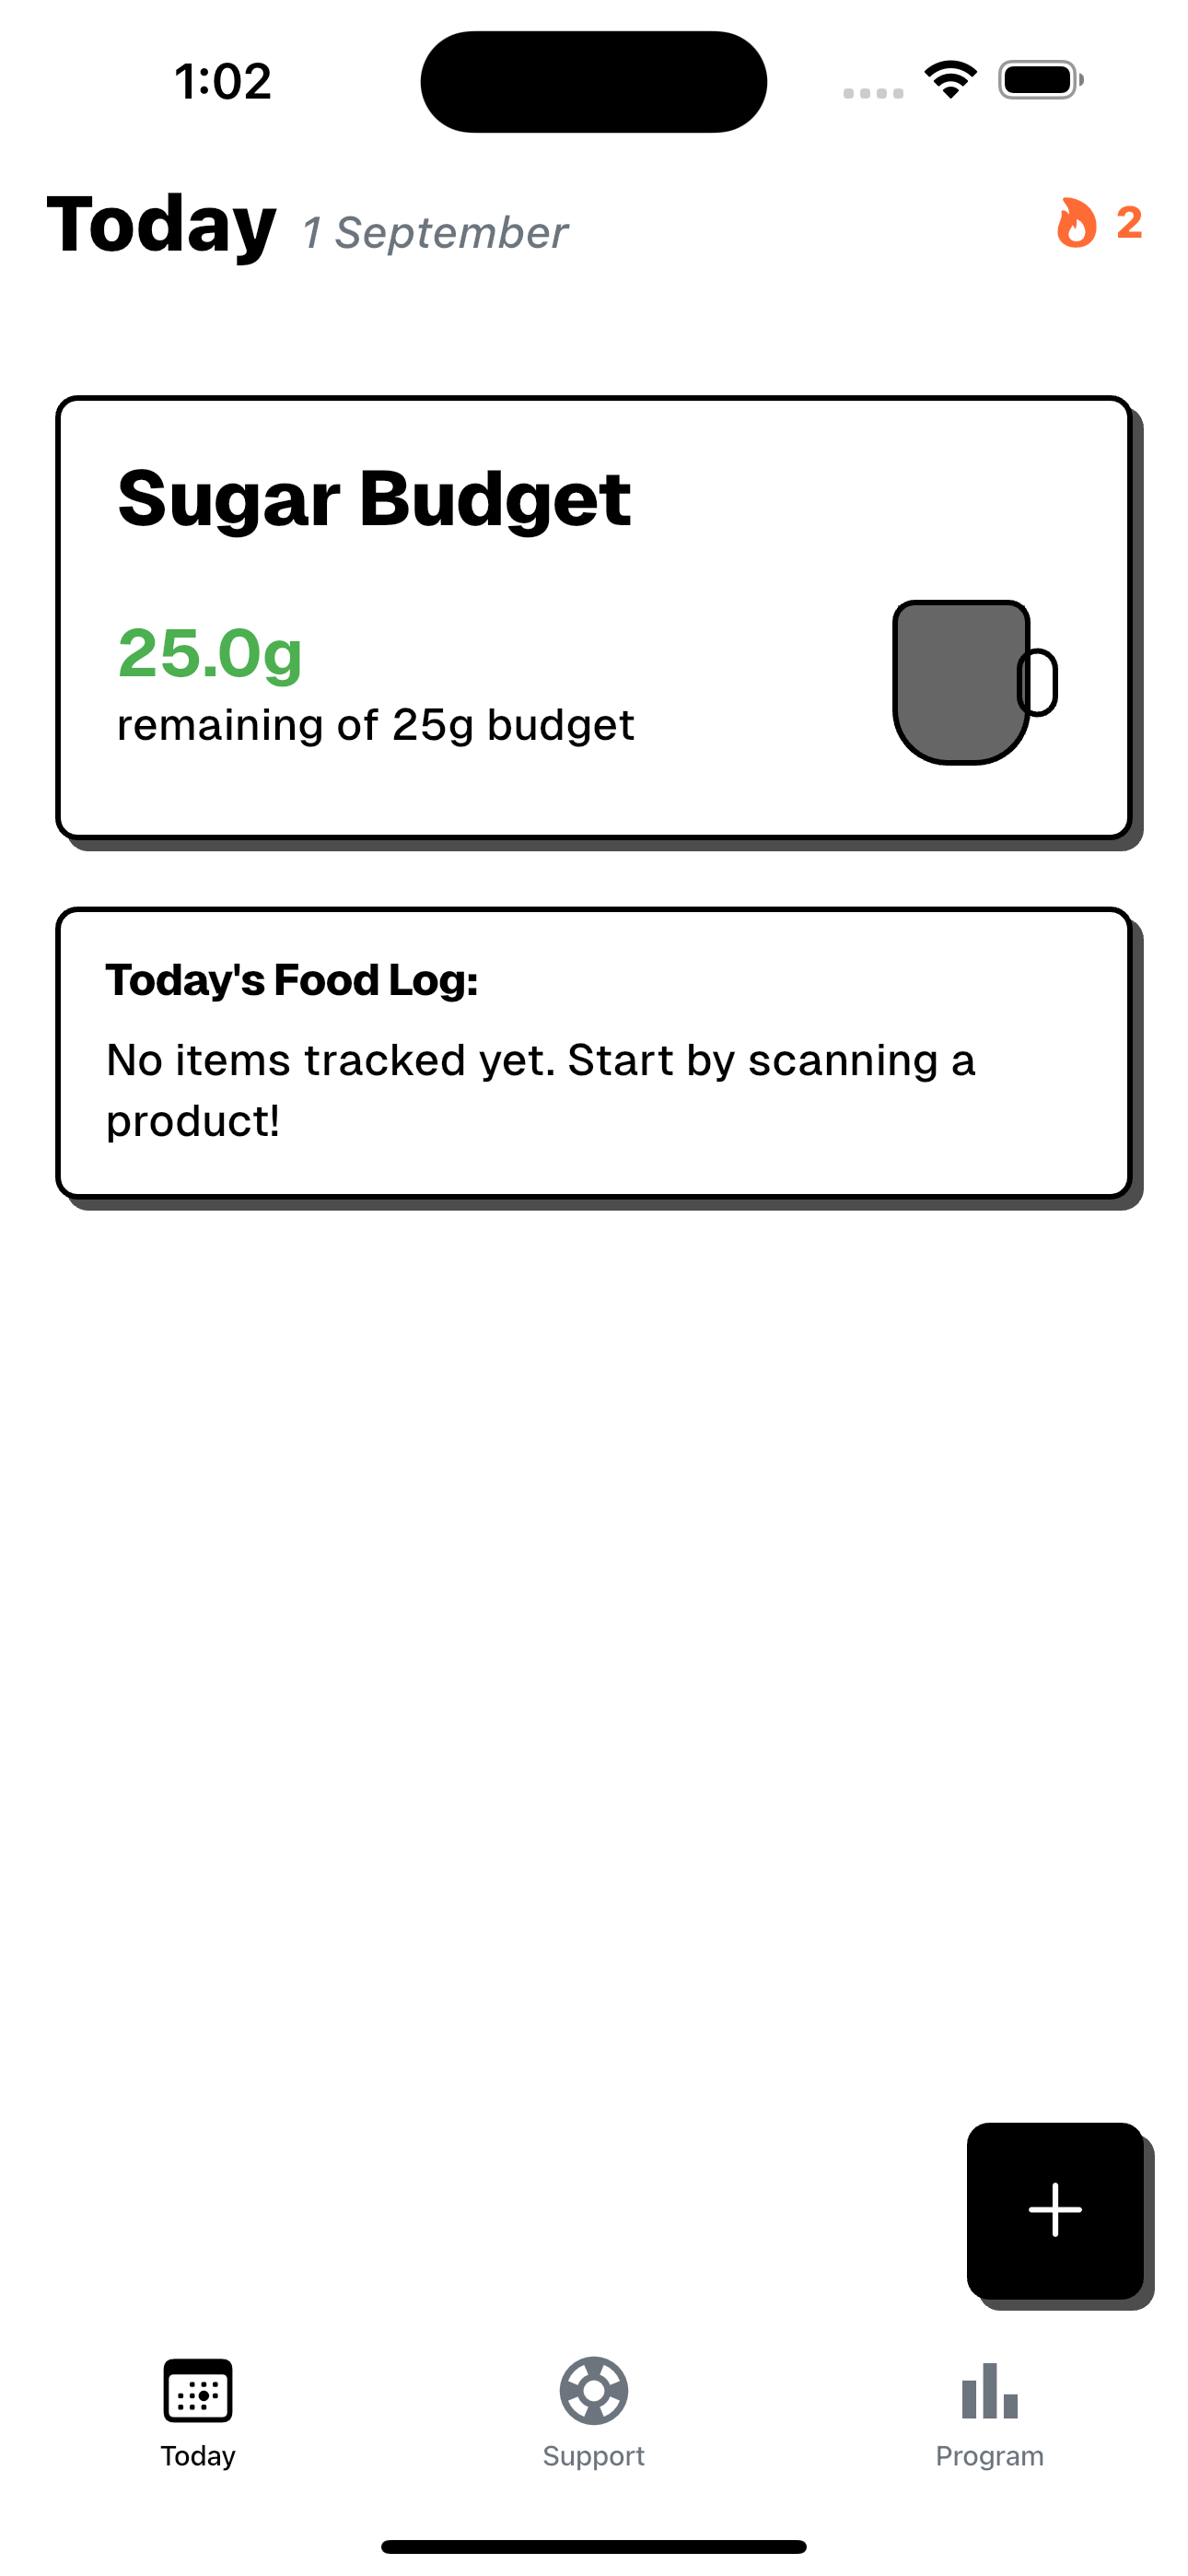 1:02
Today 1 September 2
Sugar Budget
25.0g
remaining of 25g budget
Today's Food Log:
No items tracked yet. Start by scanning a
product!
Today Support Program